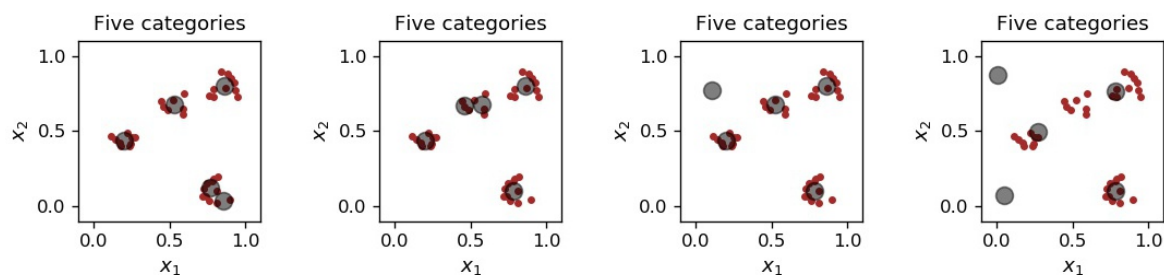 Five categories Five categories Five categories Five categories
1.0 1.0 1.0 1.0
x₂ x₂ x₂ x₂
0.5 0.5 0.5 0.5
0.0 0.0 0.0 0.0
0.0 0.5 1.0 0.0 0.5 1.0 0.0 0.5 1.0 0.0 0.5 1.0
x₁ x₁ x₁ x₁